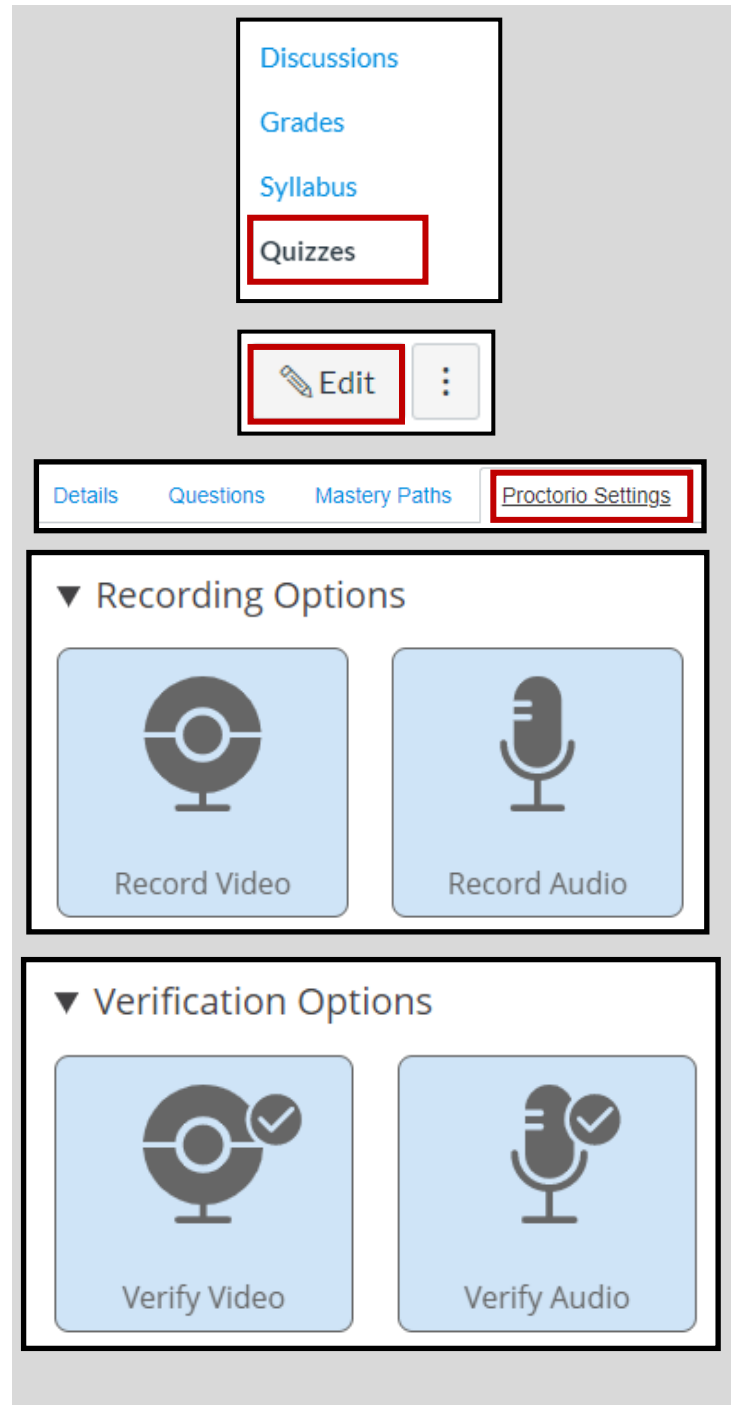 Discussions
Grades
Syllabus
Quizzes
Edit
Details Questions Mastery Paths Proctorio Settings
Recording Options
Record Video Record Audio
Verification Options
Verify Video Verify Audio